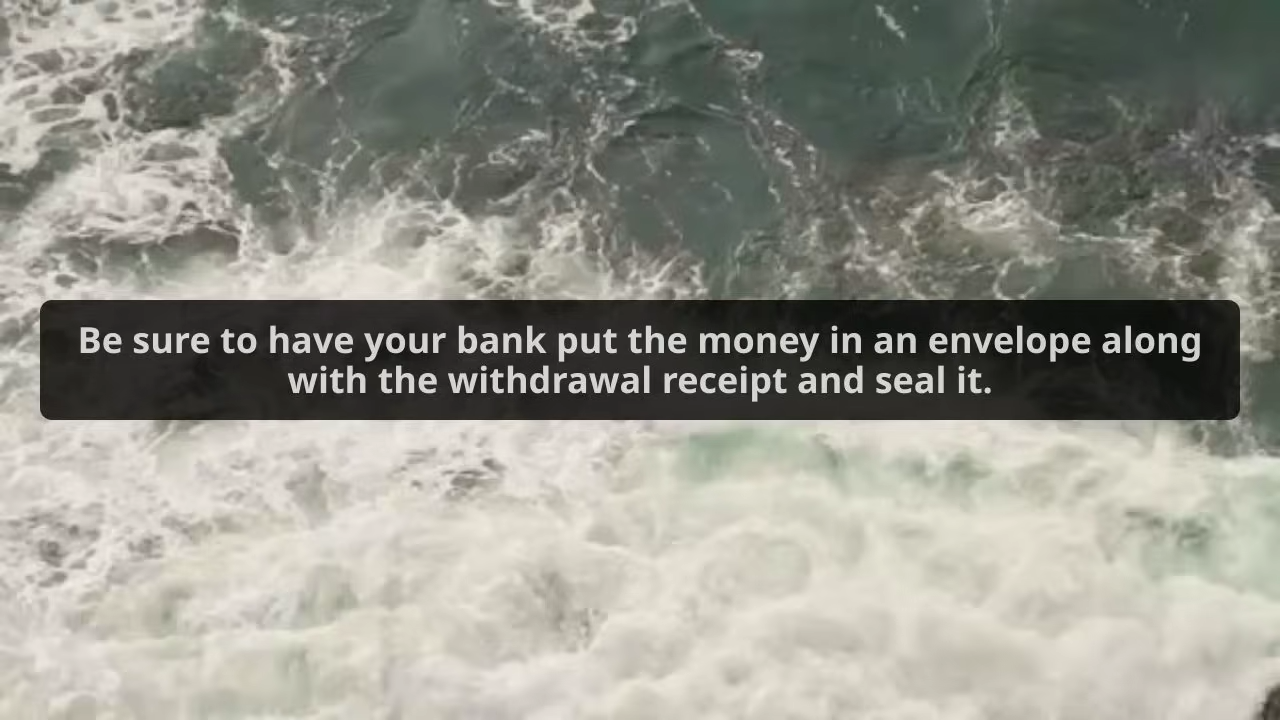 Be sure to have your bank put the money in an envelope along
with the withdrawal receipt and seal it.